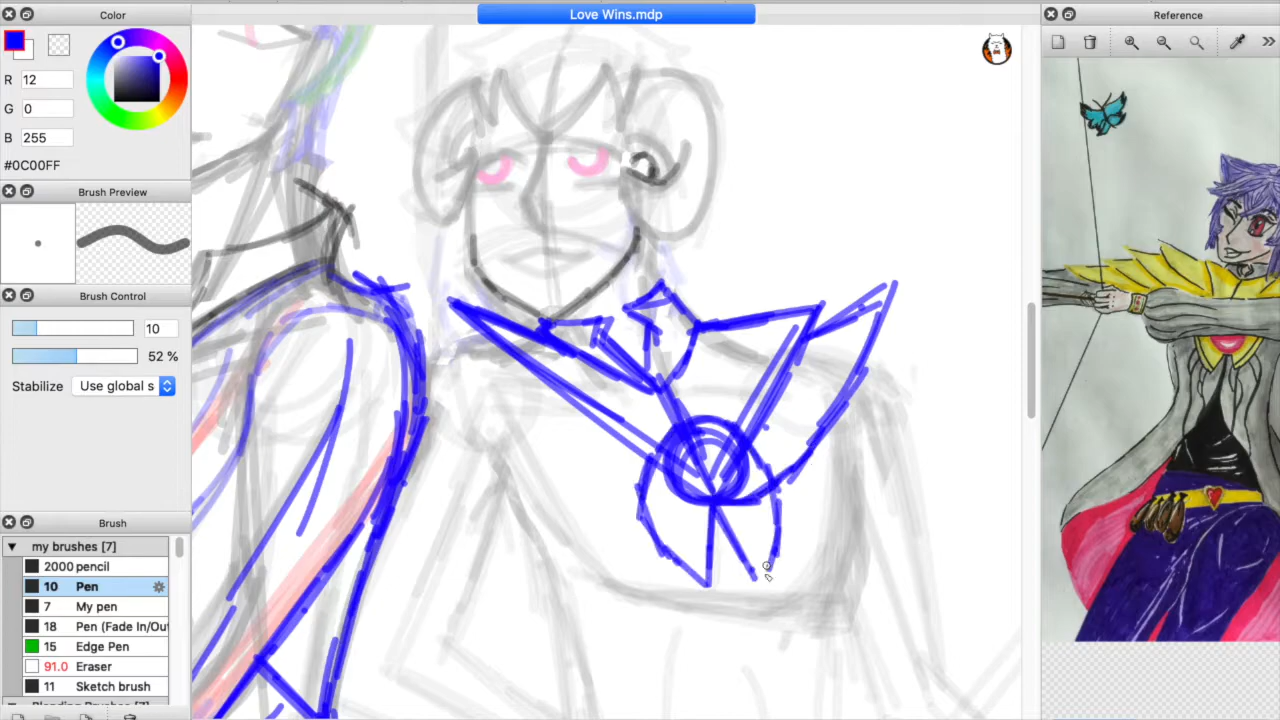 Color
Love Wins.mdp
Reference
R 12
G 0
B 255
#0C00FF
Brush Preview
Brush Control
10
52 %
Stabilize Use global s
Brush
my brushes [7]
2000 pencil
10 Pen
7 My pen
18 Pen (Fade In/Out
15 Edge Pen
91.0 Eraser
11 Sketch brush